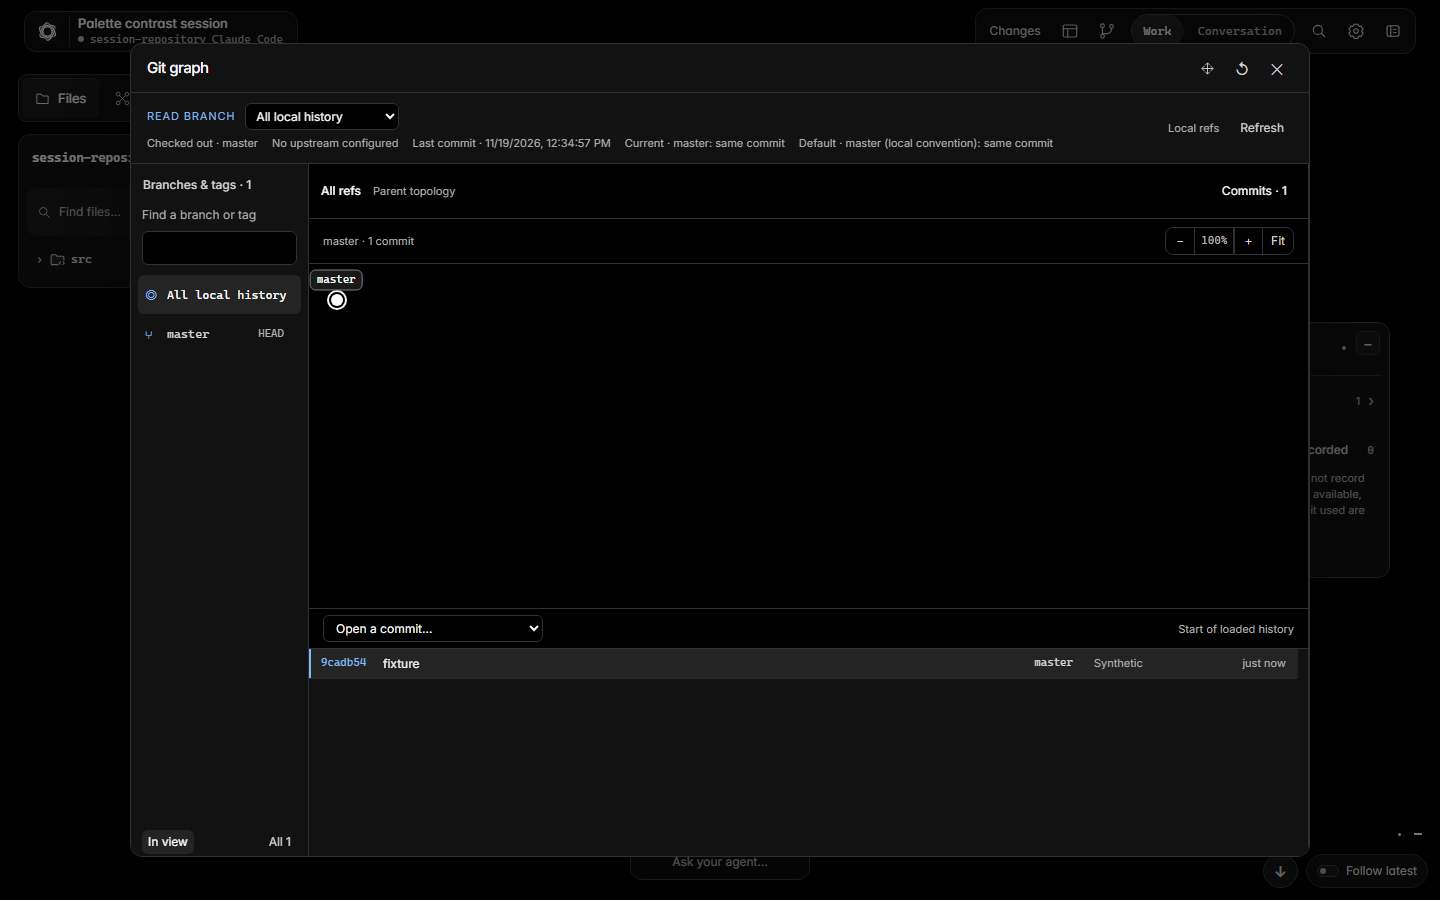 Palette contrast session
session-repository Claude Code
Changes
Work
Conversation
Git graph
Files
READ BRANCH
All local history
Checked out · master
No upstream configured
Last commit · 11/19/2026, 12:34:57 PM
Current · master: same commit
Default · master (local convention): same commit
Local refs
Refresh
session-repos
Find files...
src
Branches & tags · 1
Find a branch or tag
All local history
master
HEAD
All refs
Parent topology
Commits · 1
master · 1 commit
−
100%
+
Fit
master
1
corded
0
not record
available,
it used are
Open a commit...
Start of loaded history
9cadb54
fixture
master
Synthetic
just now
In view
All 1
Ask your agent...
Follow latest